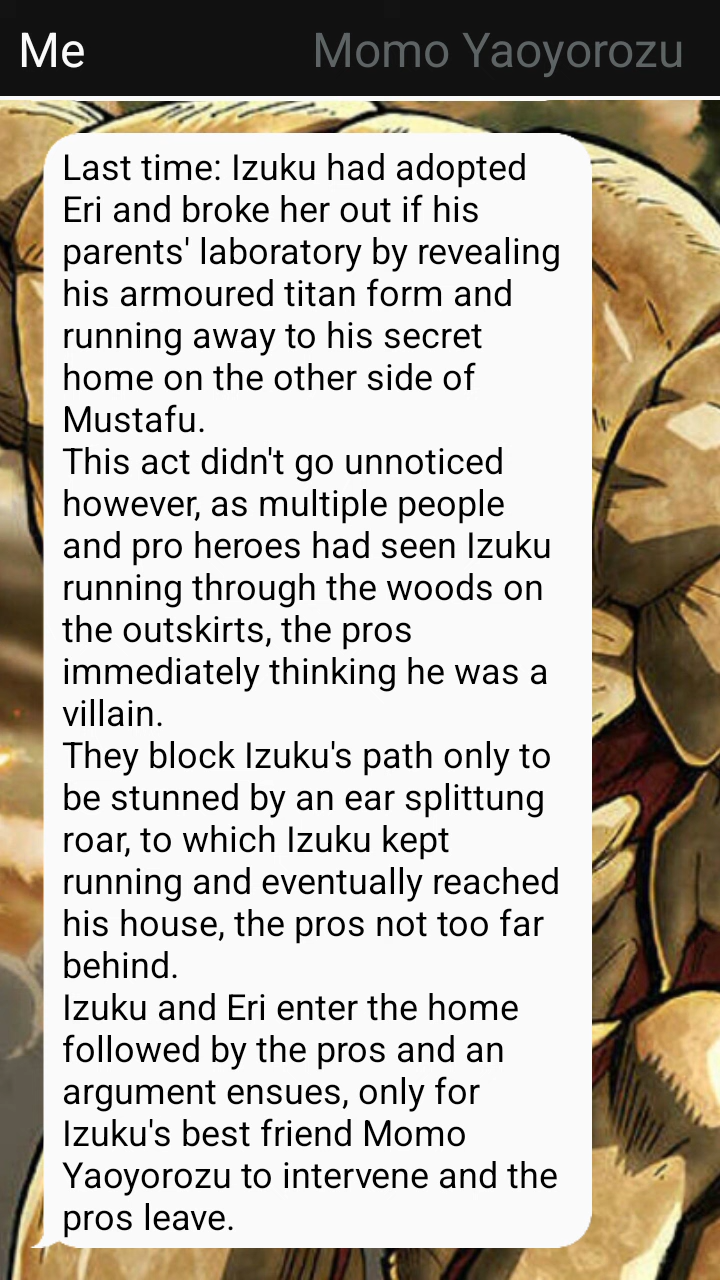 Me
Momo Yaoyorozu
Last time: Izuku had adopted
Eri and broke her out if his
parents' laboratory by revealing
his armoured titan form and
running away to his secret
home on the other side of
Mustafu.
This act didn't go unnoticed
however, as multiple people
and pro heroes had seen Izuku
running through the woods on
the outskirts, the pros
immediately thinking he was a
villain.
They block Izuku's path only to
be stunned by an ear splittung
roar, to which Izuku kept
running and eventually reached
his house, the pros not too far
behind.
Izuku and Eri enter the home
followed by the pros and an
argument ensues, only for
Izuku's best friend Momo
Yaoyorozu to intervene and the
pros leave.